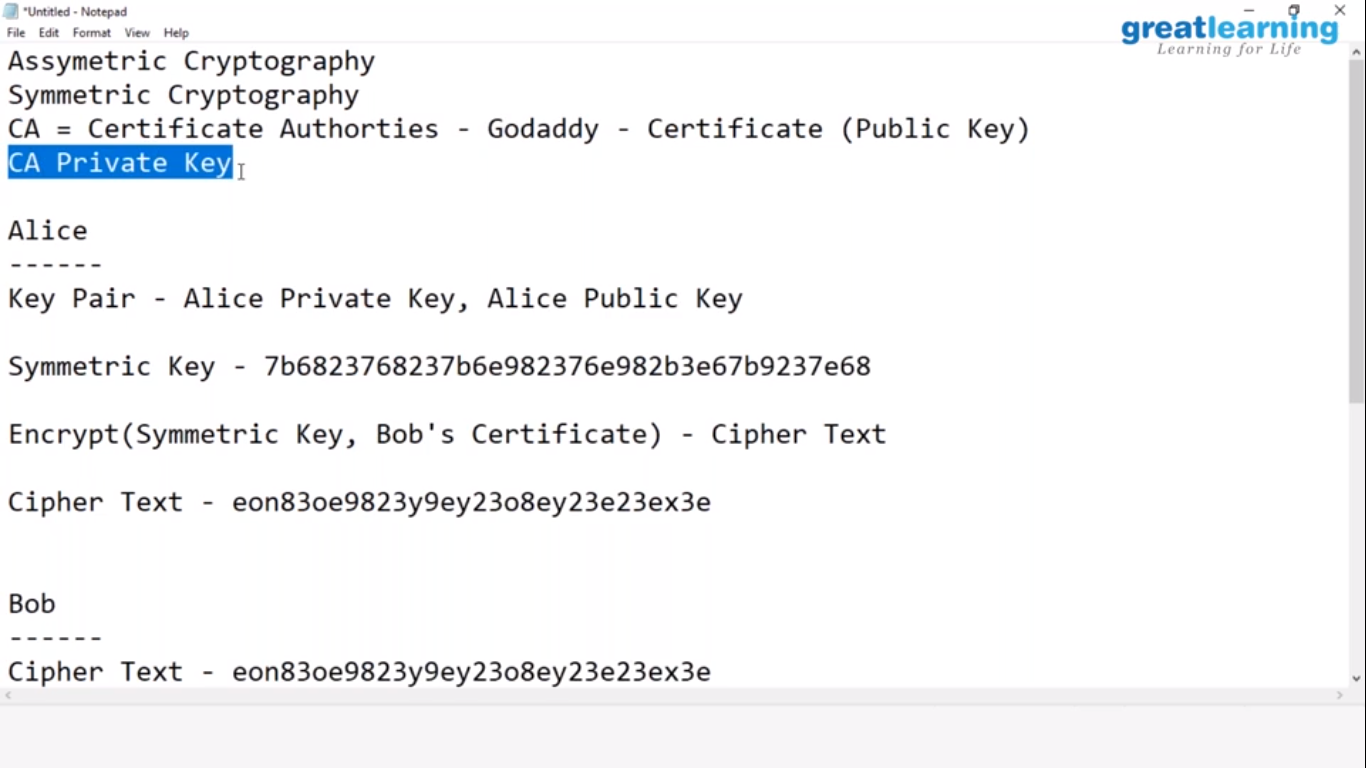 *Untitled - Notepad
File Edit Format View Help
greatlearning
Learning for Life
Assymetric Cryptography
Symmetric Cryptography
CA = Certificate Authorties - Godaddy - Certificate (Public Key)
CA Private Key
Alice
------
Key Pair - Alice Private Key, Alice Public Key
Symmetric Key - 7b6823768237b6e982376e982b3e67b9237e68
Encrypt(Symmetric Key, Bob's Certificate) - Cipher Text
Cipher Text - eon83oe9823y9ey23o8ey23e23ex3e
Bob
------
Cipher Text - eon83oe9823y9ey23o8ey23e23ex3e